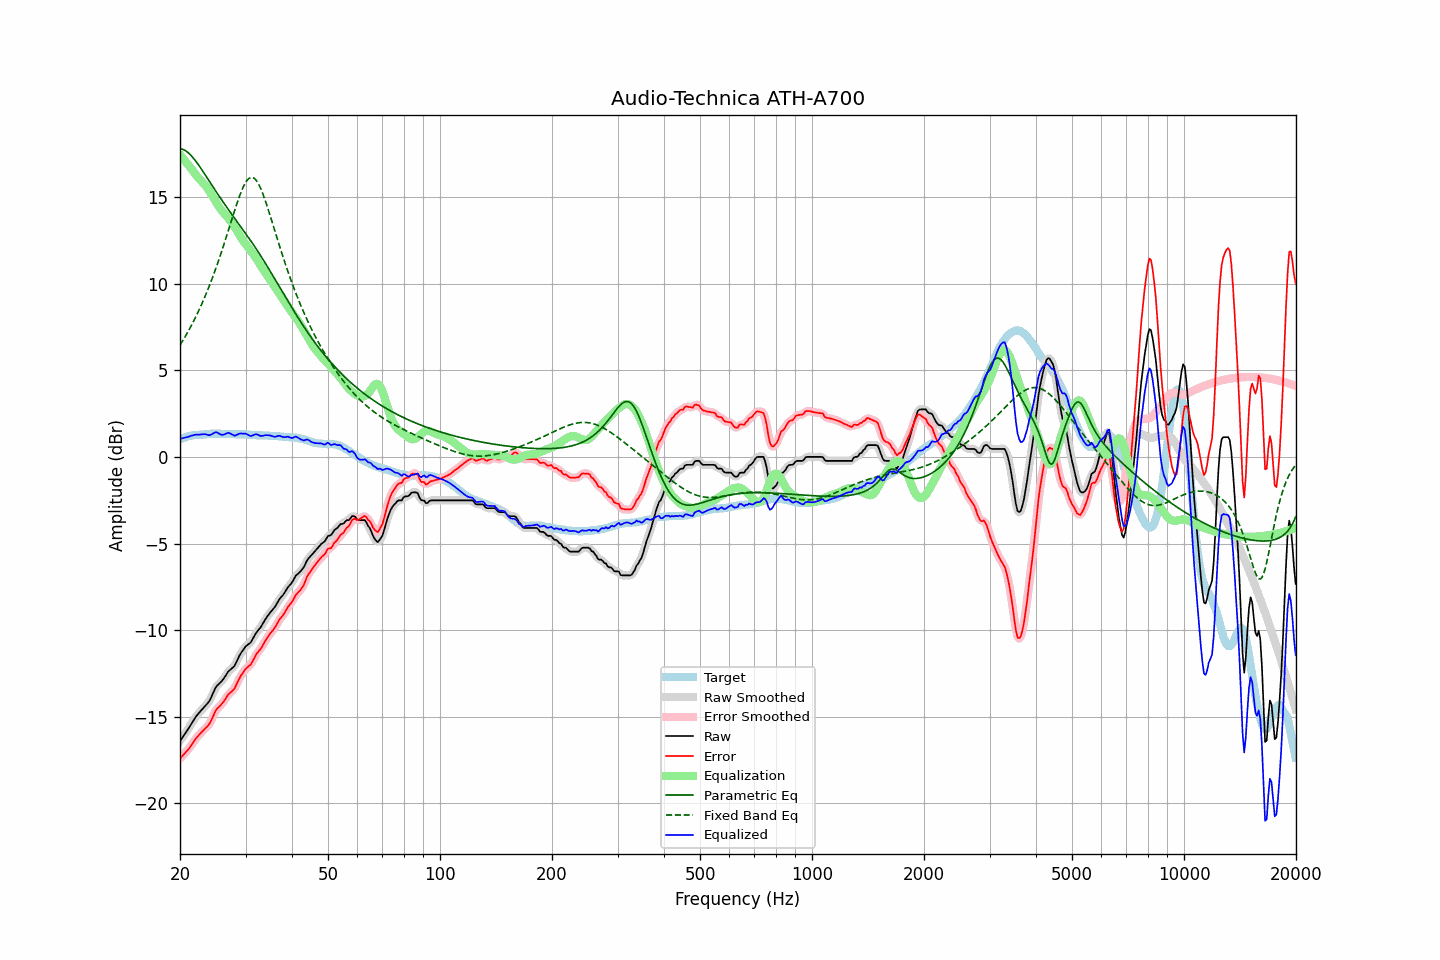 Audio-Technica ATH-A700
Amplitude (dBr)
15
10
5
0
−5
−10
−15
−20
Target
Raw Smoothed
Error Smoothed
Raw
Error
Equalization
Parametric Eq
Fixed Band Eq
Equalized
20 50 100 200 500 1000 2000 5000 10000 20000
Frequency (Hz)